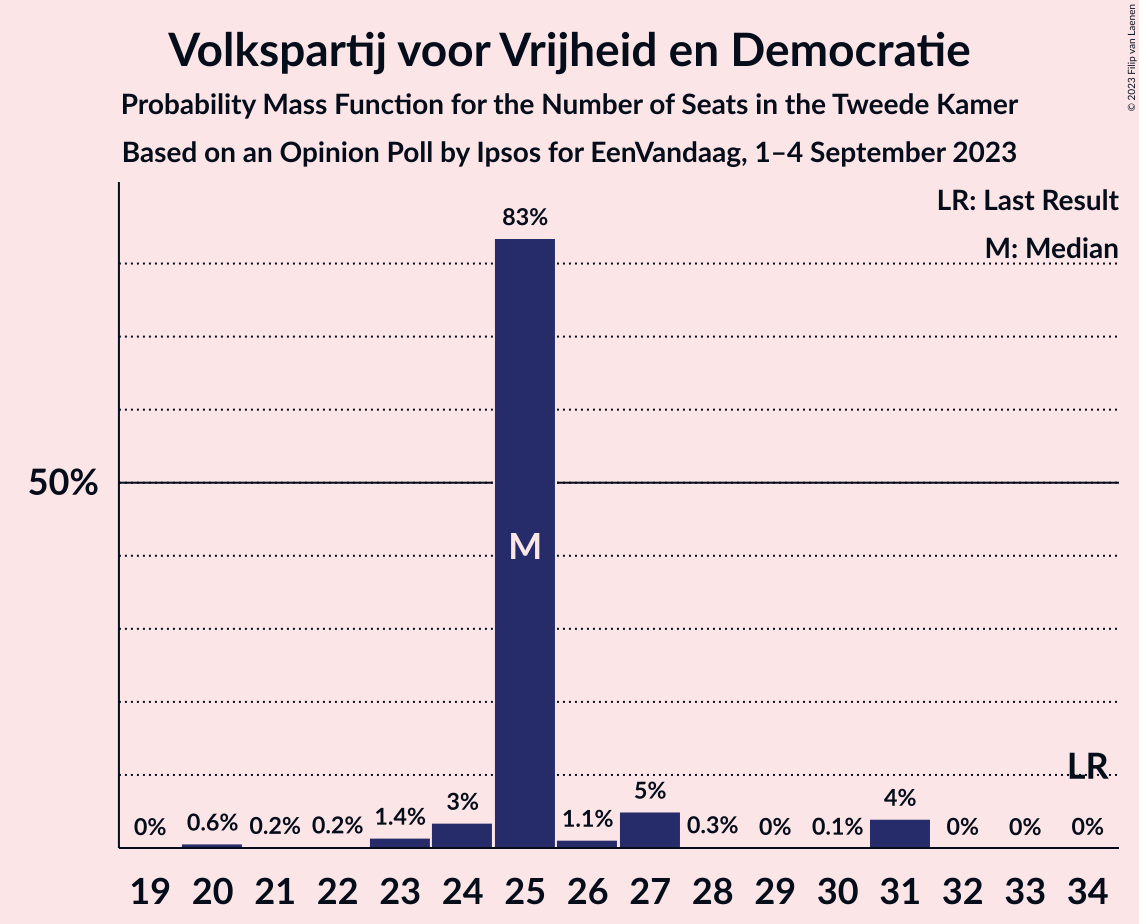 Volkspartij voor Vrijheid en Democratie
Probability Mass Function for the Number of Seats in the Tweede Kamer
Based on an Opinion Poll by Ipsos for EenVandaag, 1–4 September 2023
© 2023 Filip van Laenen
LR: Last Result
M: Median
50%
0% 0.6% 0.2% 0.2% 1.4% 3% 83% 1.1% 5% 0.3% 0% 0.1% 4% 0% 0% 0%
M
LR
19 20 21 22 23 24 25 26 27 28 29 30 31 32 33 34